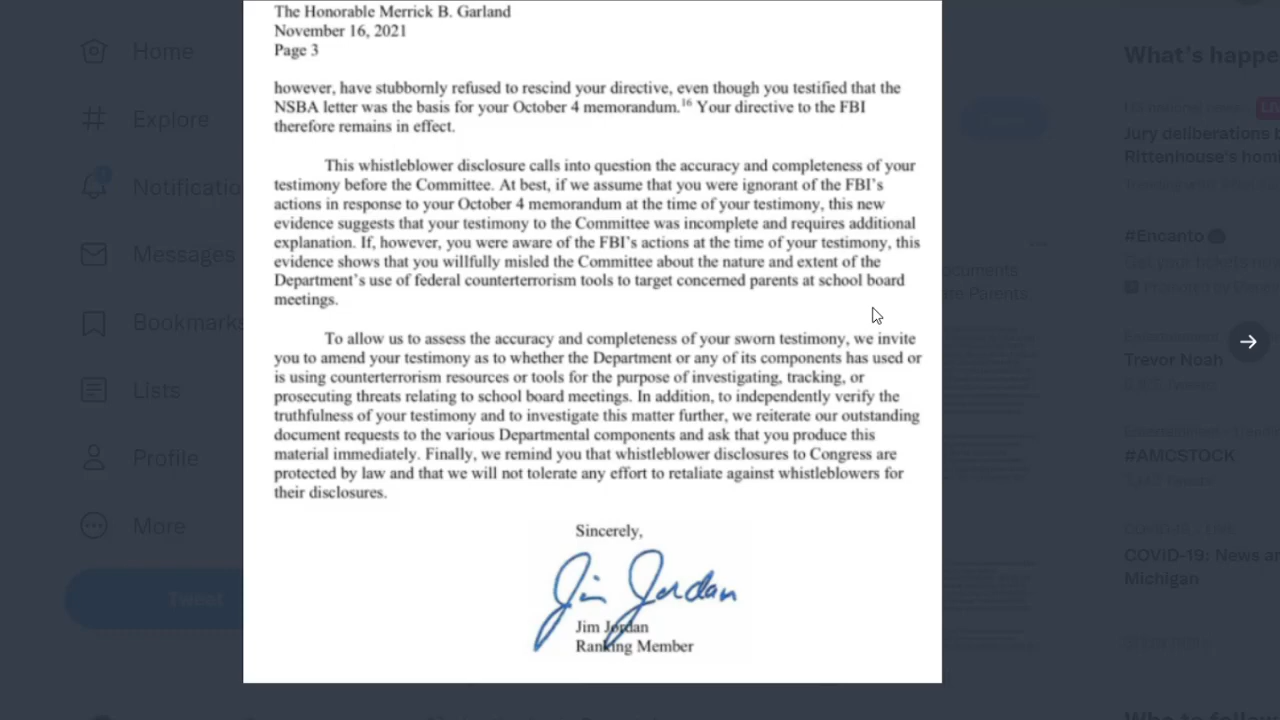 The Honorable Merrick B. Garland
November 16, 2021
Page 3
however, have stubbornly refused to rescind your directive, even though you testified that the
NSBA letter was the basis for your October 4 memorandum.16 Your directive to the FBI
therefore remains in effect.
This whistleblower disclosure calls into question the accuracy and completeness of your
testimony before the Committee. At best, if we assume that you were ignorant of the FBI's
actions in response to your October 4 memorandum at the time of your testimony, this new
evidence suggests that your testimony to the Committee was incomplete and requires additional
explanation. If, however, you were aware of the FBI's actions at the time of your testimony, this
evidence shows that you willfully misled the Committee about the nature and extent of the
Department's use of federal counterterrorism tools to target concerned parents at school board
meetings.
To allow us to assess the accuracy and completeness of your sworn testimony, we invite
you to amend your testimony as to whether the Department or any of its components has used or
is using counterterrorism resources or tools for the purpose of investigating, tracking, or
prosecuting threats relating to school board meetings. In addition, to independently verify the
truthfulness of your testimony and to investigate this matter further, we reiterate our outstanding
document requests to the various Departmental components and ask that you produce this
material immediately. Finally, we remind you that whistleblower disclosures to Congress are
protected by law and that we will not tolerate any effort to retaliate against whistleblowers for
their disclosures.
Sincerely,
Jim Jordan
Jim Jordan
Ranking Member
Home
Explore
Notificatio
Messages
Bookmarks
Lists
Profile
More
Tweet
What's happe
Jury deliberations
Rittenhouse's hom
#Encanto
Trevor Noah
#AMCSTOCK
COVID-19: News a
Michigan